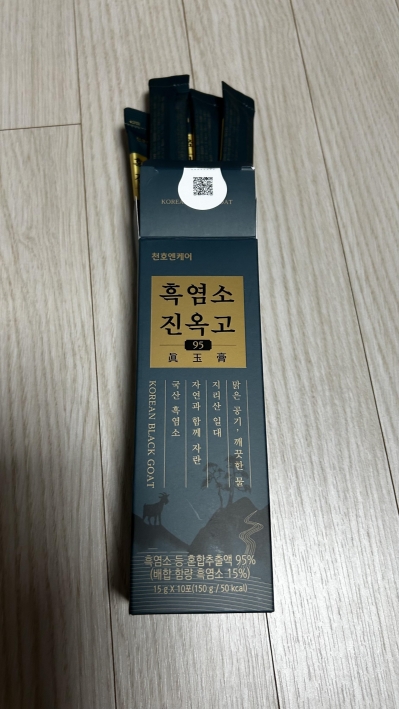 KOREAN AT
천호엔케어
흑염소
진옥고
95
眞玉膏
맑은 공기, 깨끗한 물
지리산 일대
자연과 함께 자란
국산 흑염소
KOREAN BLACK GOAT
흑염소 등 혼합추출액 95%
(배합 함량 흑염소 15%)
15 g X 10포(150 g / 50 kcal)